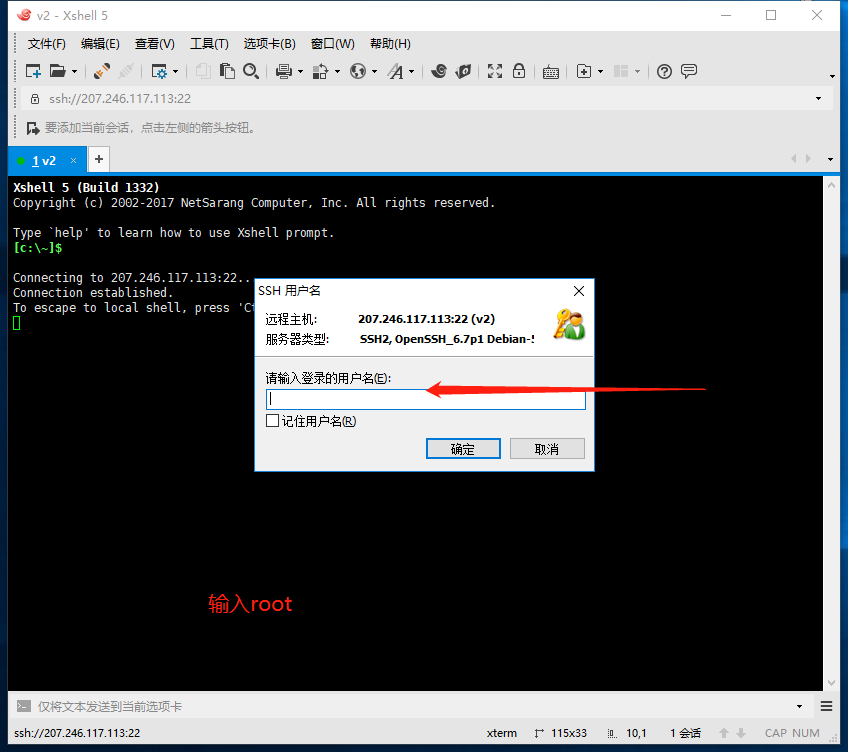 v2 - Xshell 5
文件(F) 编辑(E) 查看(V) 工具(T) 选项卡(B) 窗口(W) 帮助(H)
ssh://207.246.117.113:22
要添加当前会话，点击左侧的箭头按钮。
1 v2 × +
Xshell 5 (Build 1332)
Copyright (c) 2002-2017 NetSarang Computer, Inc. All rights reserved.
Type `help' to learn how to use Xshell prompt.
[c:\~]$
Connecting to 207.246.117.113:22..
Connection established.
To escape to local shell, press 'Ct
SSH 用户名
远程主机: 207.246.117.113:22 (v2)
服务器类型: SSH2, OpenSSH_6.7p1 Debian-5
请输入登录的用户名(E):
记住用户名(R)
确定 取消
输入root
仅将文本发送到当前选项卡
ssh://207.246.117.113:22 xterm 115x33 10,1 1 会话 CAP NUM